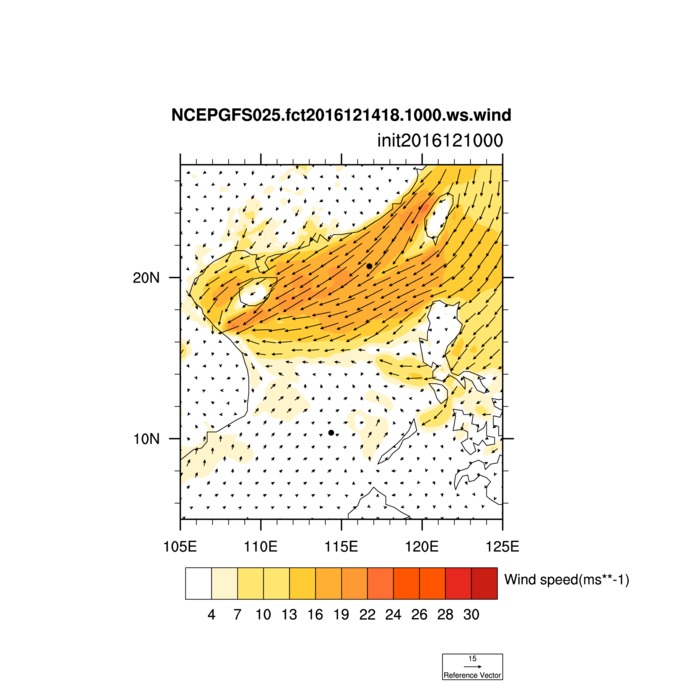 NCEPGFS025.fct2016121418.1000.ws.wind
init2016121000
20N
10N
105E 110E 115E 120E 125E
Wind speed(ms**-1)
4 7 10 13 16 19 22 24 26 28 30
15
Reference Vector